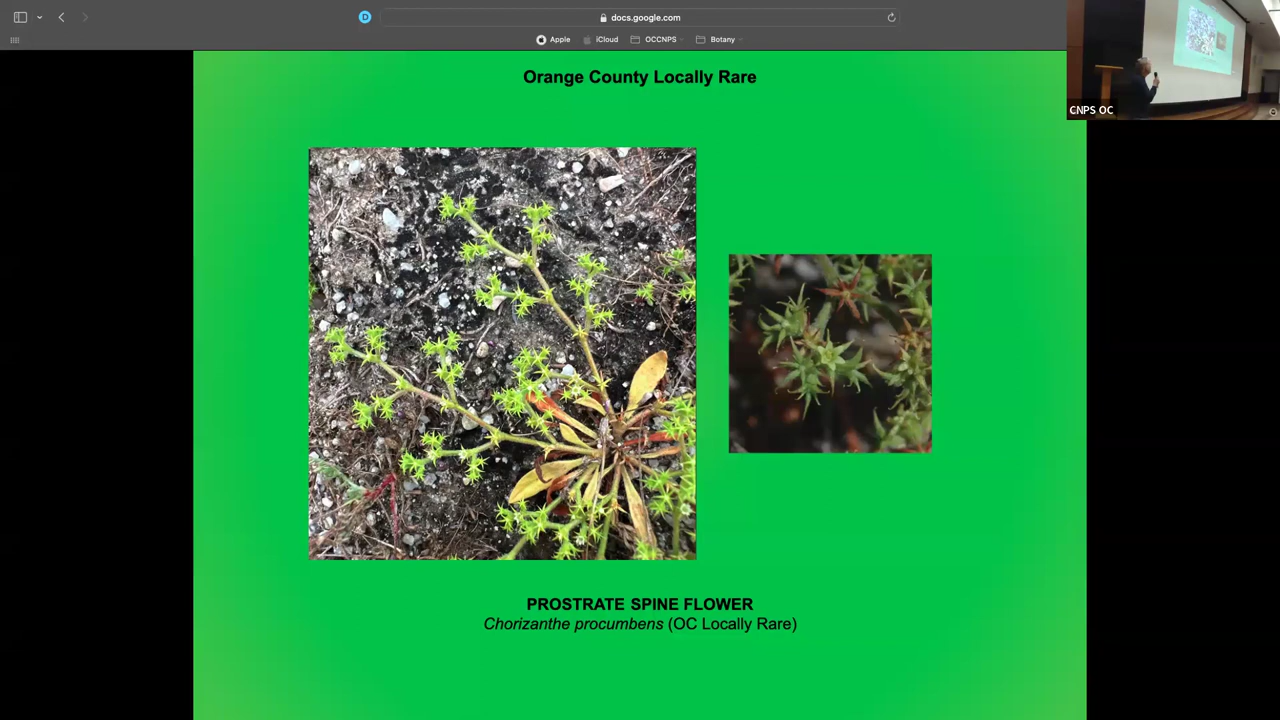 D
docs.google.com
Apple
iCloud
OCCNPS
Botany
CNPS OC
Orange County Locally Rare
PROSTRATE SPINE FLOWER
Chorizanthe procumbens (OC Locally Rare)